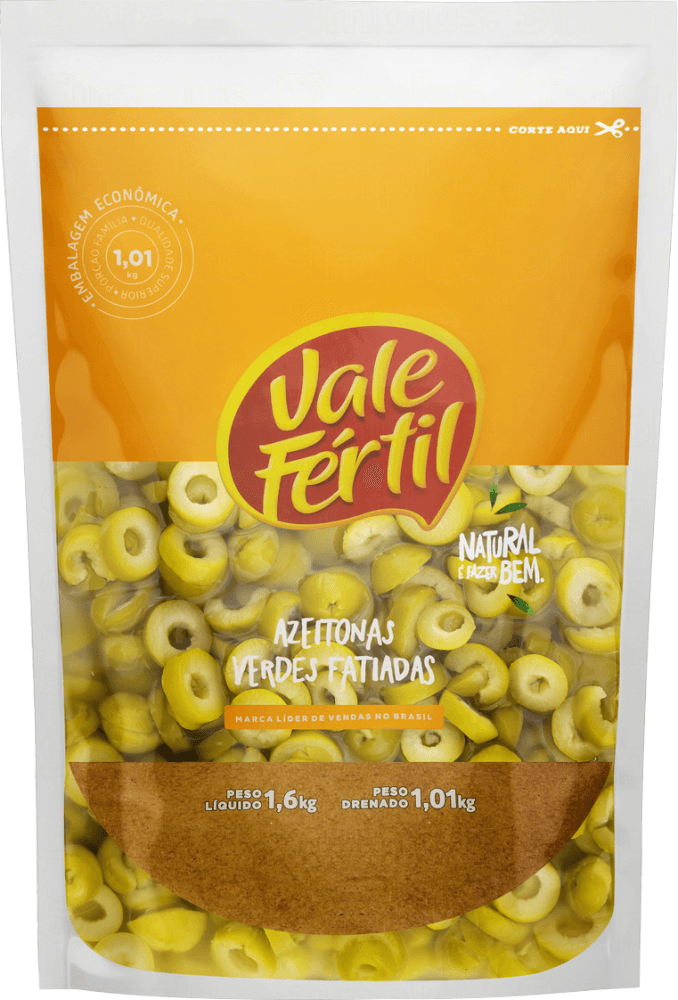 CORTE AQUI
EMBALAGEM ECONÔMICA
PORÇÃO FAMÍLIA • QUALIDADE SUPERIOR •
1,01
kg
Vale
Fértil
NATURAL
É FAZER BEM.
AZEITONAS
VERDES FATIADAS
MARCA LÍDER DE VENDAS NO BRASIL
PESO LÍQUIDO 1,6kg PESO DRENADO 1,01kg